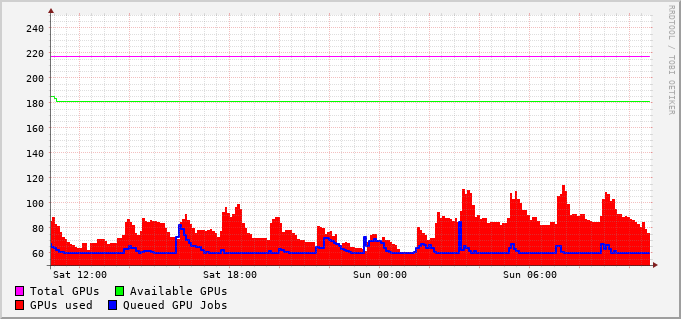 RRDTOOL / TOBI OETIKER
240
220
200
180
160
140
120
100
80
60
Sat 12:00 Sat 18:00 Sun 00:00 Sun 06:00
Total GPUs Available GPUs
GPUs used Queued GPU Jobs